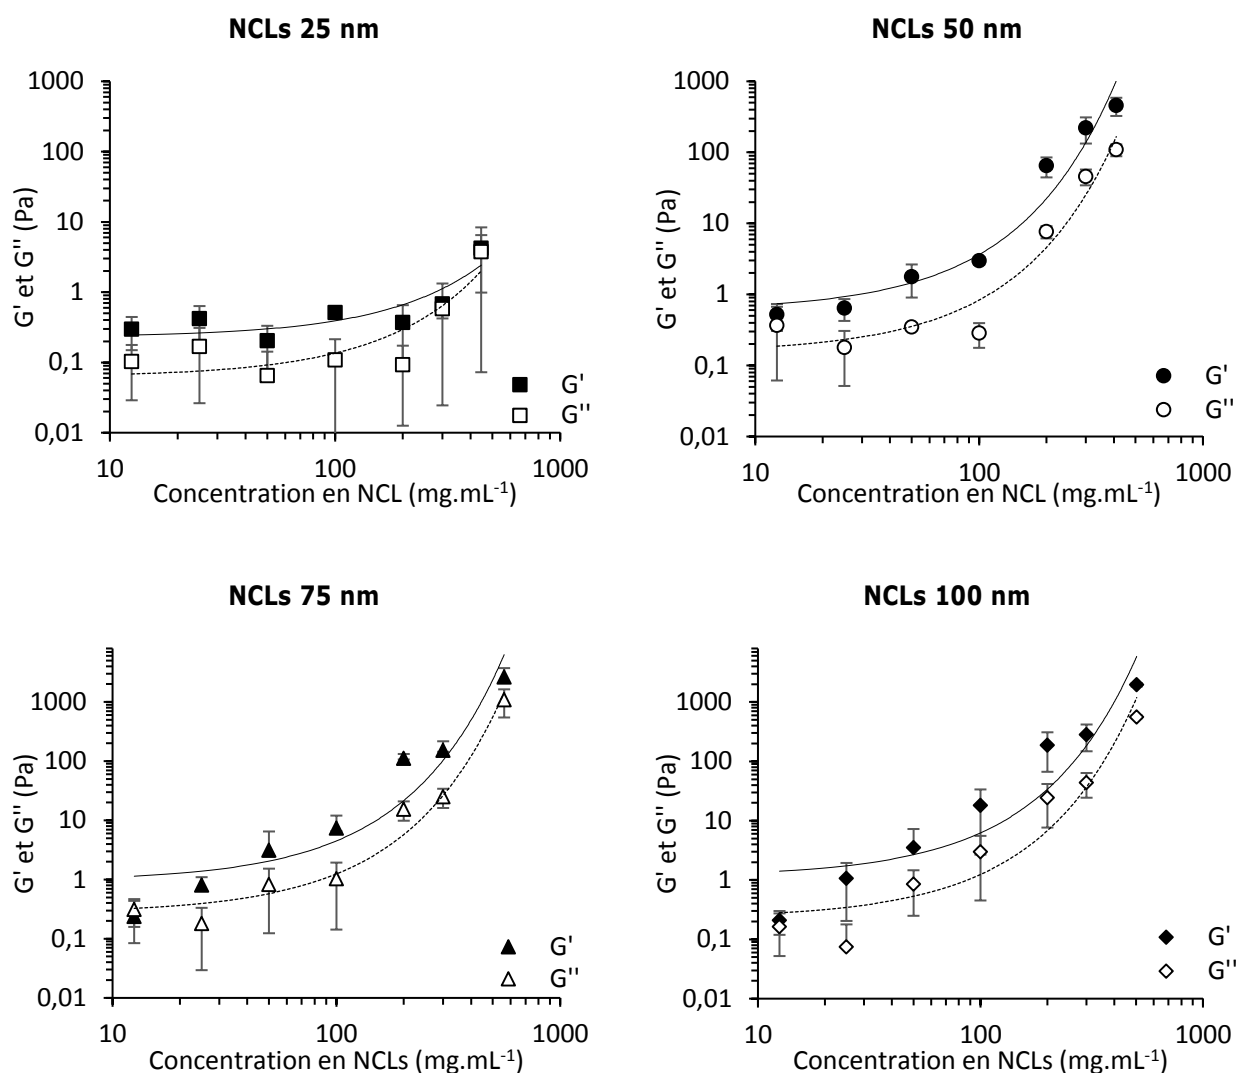 NCLs 25 nm
1000
100
10
1
0,1
0,01
G' et G'' (Pa)
10
100
1000
Concentration en NCL (mg.mL⁻¹)
G'
G''
NCLs 50 nm
1000
100
10
1
0,1
0,01
G' et G'' (Pa)
10
100
1000
Concentration en NCL (mg.mL⁻¹)
G'
G''
NCLs 75 nm
1000
100
10
1
0,1
0,01
G' et G'' (Pa)
10
100
1000
Concentration en NCLs (mg.mL⁻¹)
G'
G''
NCLs 100 nm
1000
100
10
1
0,1
0,01
G' et G'' (Pa)
10
100
1000
Concentration en NCLs (mg.mL⁻¹)
G'
G''